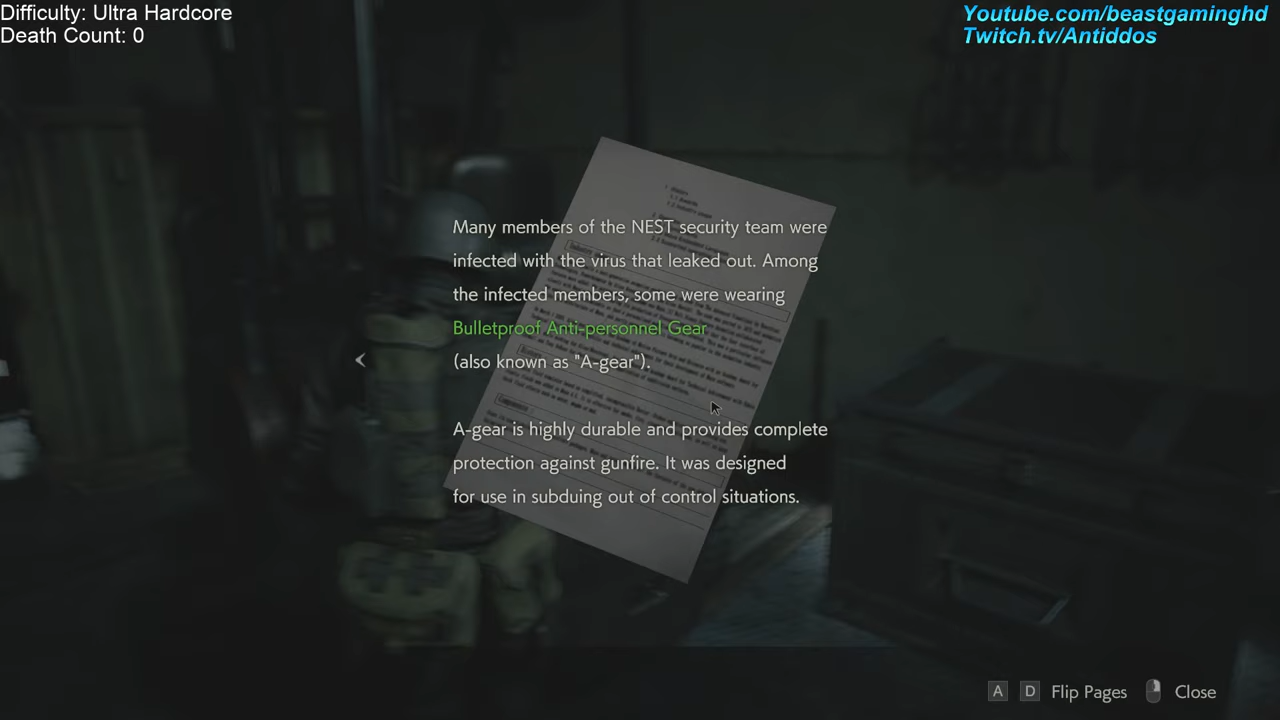 Difficulty: Ultra Hardcore
Death Count: 0
Youtube.com/beastgaminghd
Twitch.tv/Antiddos
Many members of the NEST security team were
infected with the virus that leaked out. Among
the infected members, some were wearing
Bulletproof Anti-personnel Gear
(also known as "A-gear").
A-gear is highly durable and provides complete
protection against gunfire. It was designed
for use in subduing out of control situations.
A D Flip Pages Close